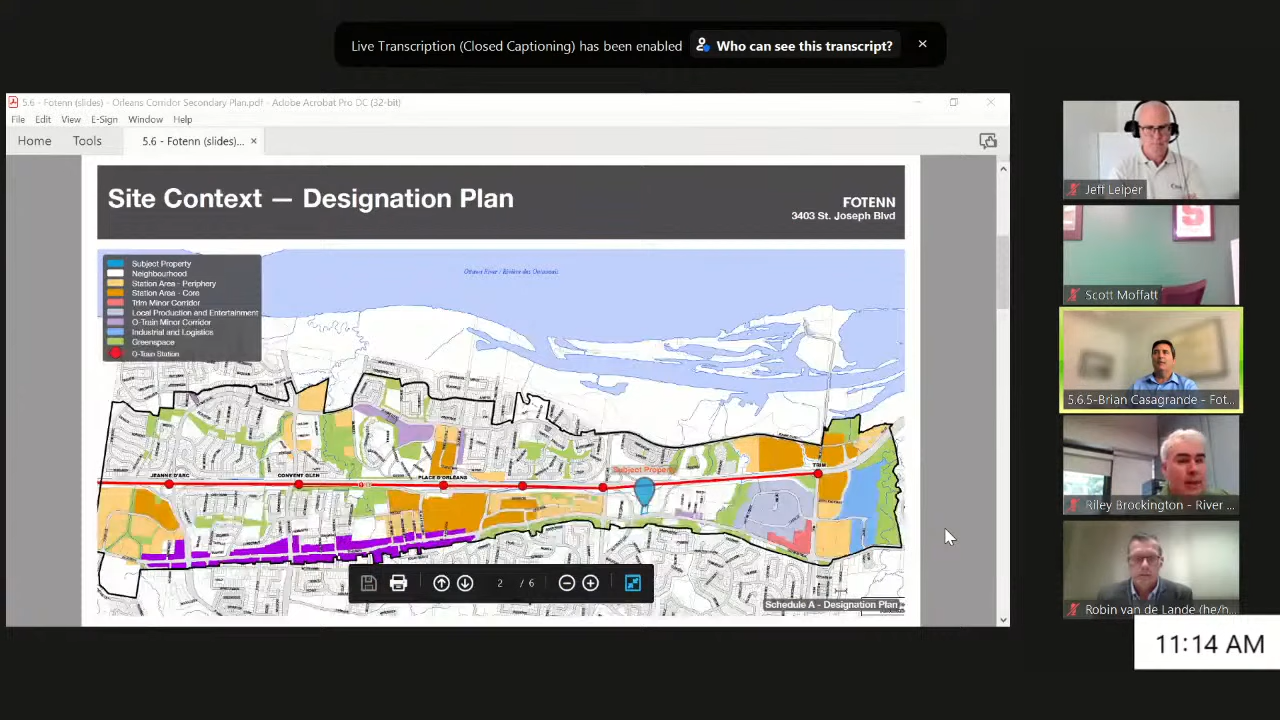 Live Transcription (Closed Captioning) has been enabled
Who can see this transcript?
5.6 - Fotenn (slides) - Orleans Corridor Secondary Plan.pdf - Adobe Acrobat Pro DC (32-bit)
File Edit View E-Sign Window Help
Home Tools 5.6 - Fotenn (slides)... ×
Site Context — Designation Plan
FOTENN
3403 St. Joseph Blvd
Subject Property
Neighbourhood
Station Area - Periphery
Station Area - Core
Trim Minor Corridor
Local Production and Entertainment
O-Train Minor Corridor
Industrial and Logistics
Greenspace
O-Train Station
Ottawa River / Rivière des Outaouais
Subject Property
TRIM
JEANNE D'ARC
CONVENT GLEN
PLACE D'ORLÉANS
2 / 6
Schedule A - Designation Plan
Jeff Leiper
Scott Moffatt
5.6.5-Brian Casagrande - Fot...
Riley Brockington - River ...
Robin van de Lande (he/h...
11:14 AM